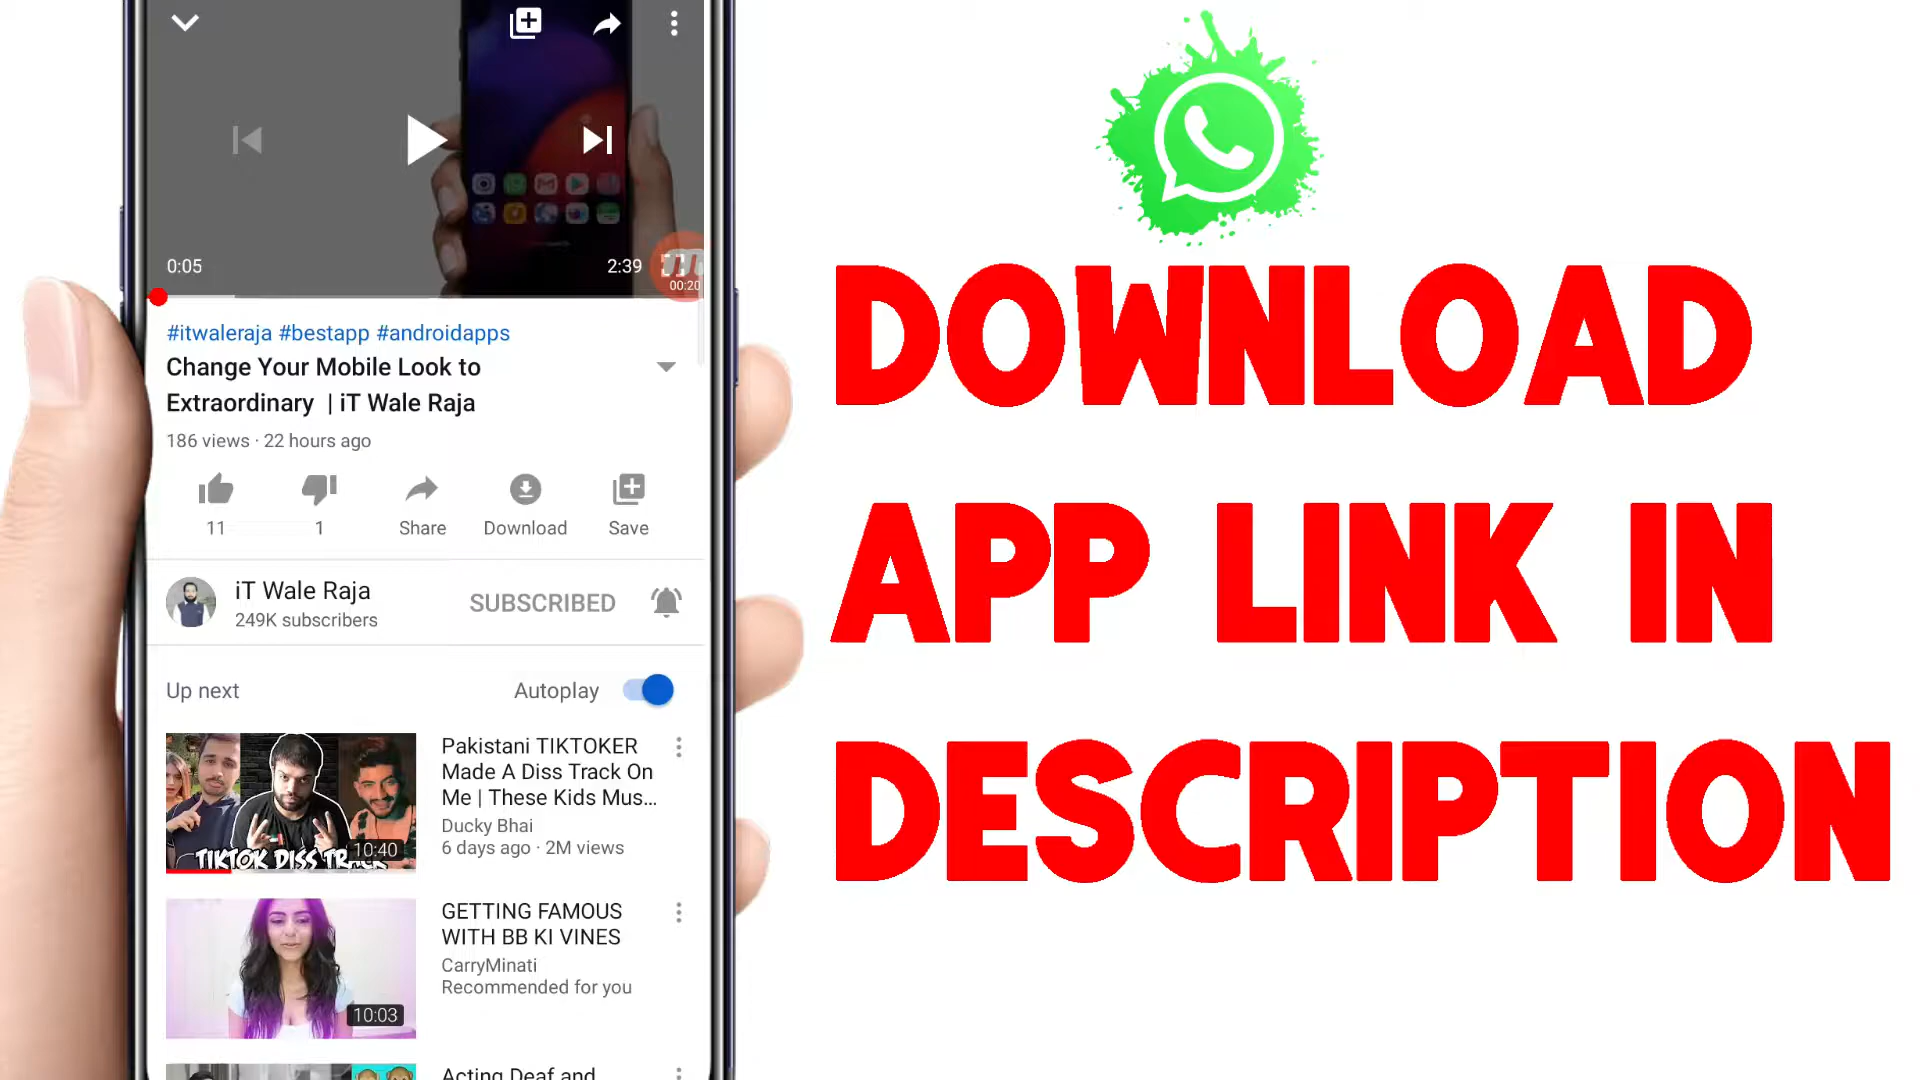 0:05
2:39
00:20
#itwaleraja #bestapp #androidapps
Change Your Mobile Look to
Extraordinary | iT Wale Raja
186 views · 22 hours ago
11
1
Share
Download
Save
iT Wale Raja
249K subscribers
SUBSCRIBED
Up next
Autoplay
TIKTOK DISS TR
10:40
Pakistani TIKTOKER
Made A Diss Track On
Me | These Kids Mus...
Ducky Bhai
6 days ago · 2M views
10:03
GETTING FAMOUS
WITH BB KI VINES
CarryMinati
Recommended for you
Acting Deaf and
DOWNLOAD
APP LINK IN
DESCRIPTION